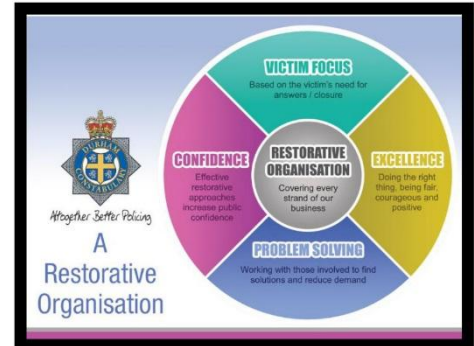 DURHAM
CONSTABULARY
Altogether Better Policing
A
Restorative
Organisation
VICTIM FOCUS
Based on the victim's need for
answers / closure
CONFIDENCE
Effective
restorative
approaches
increase public
confidence
RESTORATIVE
ORGANISATION
Covering every
strand of our
business
EXCELLENCE
Doing the right
thing, being fair,
courageous and
positive
PROBLEM SOLVING
Working with those involved to find
solutions and reduce demand